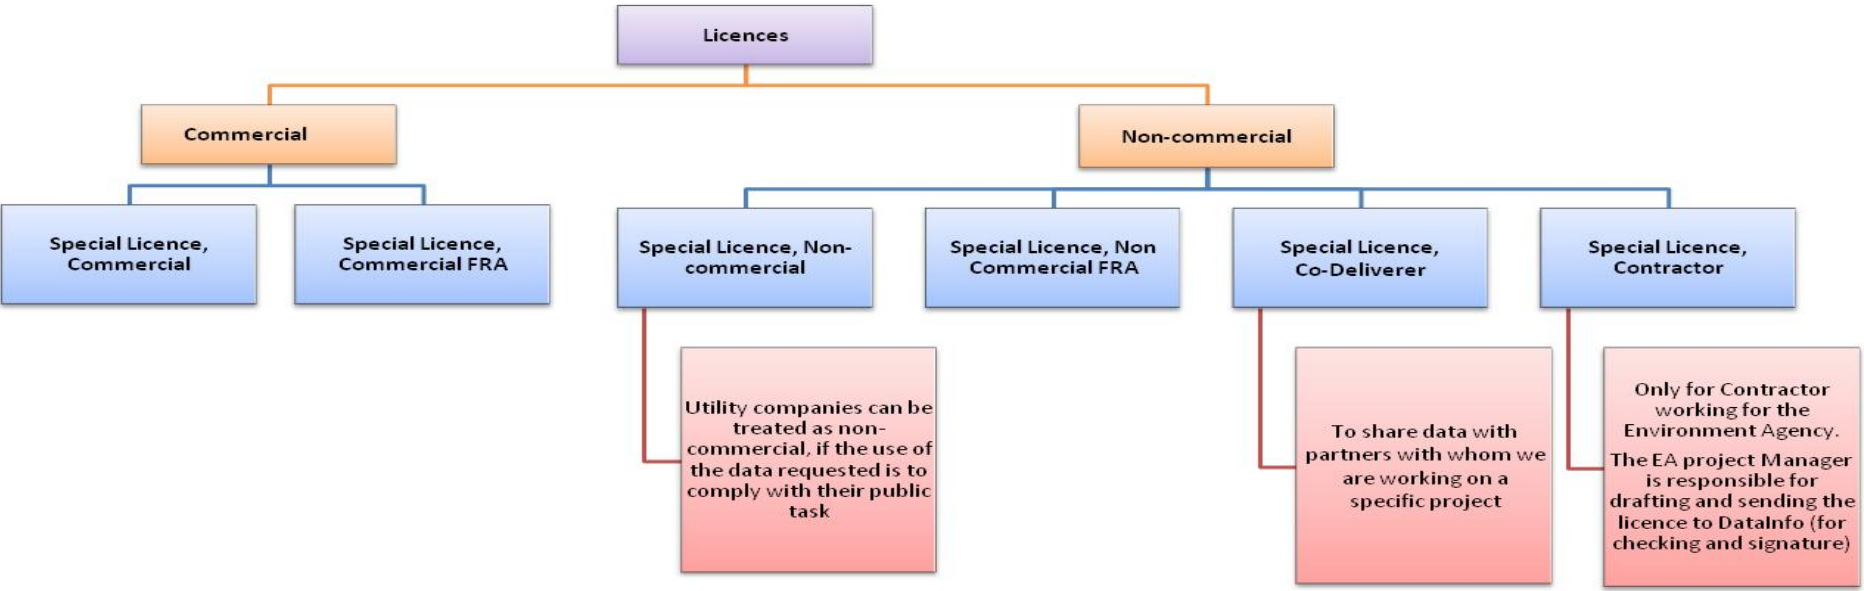 Licences
Commercial
Non-commercial
Special Licence,
Commercial
Special Licence,
Commercial FRA
Special Licence, Non-
commercial
Special Licence, Non
Commercial FRA
Special Licence,
Co-Deliverer
Special Licence,
Contractor
Utility companies can be
treated as non-
commercial, if the use of
the data requested is to
comply with their public
task
To share data with
partners with whom we
are working on a
specific project
Only for Contractor
working for the
Environment Agency.
The EA project Manager
is responsible for
drafting and sending the
licence to DataInfo (for
checking and signature)